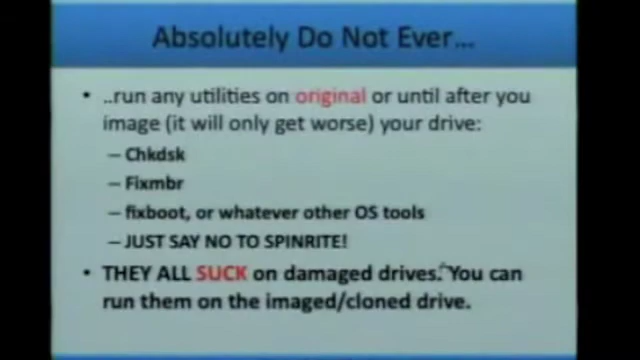 Absolutely Do Not Ever...
• ..run any utilities on original or until after you
image (it will only get worse) your drive:
– Chkdsk
– Fixmbr
– fixboot, or whatever other OS tools
– JUST SAY NO TO SPINRITE!
• THEY ALL SUCK on damaged drives. You can
run them on the imaged/cloned drive.